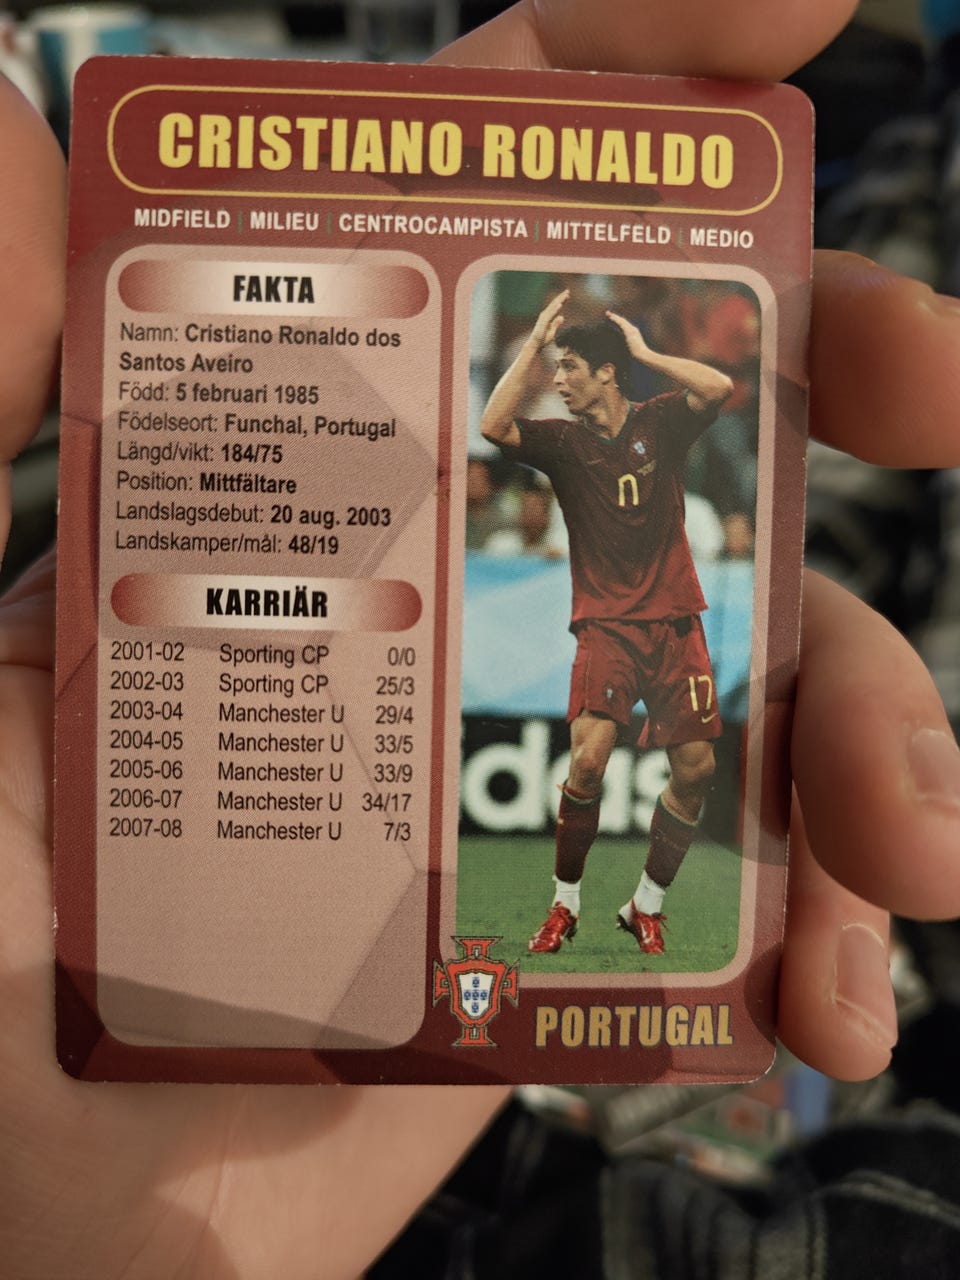 CRISTIANO RONALDO
MIDFIELD | MILIEU | CENTROCAMPISTA | MITTELFELD | MEDIO
FAKTA
Namn: Cristiano Ronaldo dos
Santos Aveiro
Född: 5 februari 1985
Födelseort: Funchal, Portugal
Längd/vikt: 184/75
Position: Mittfältare
Landslagsdebut: 20 aug. 2003
Landskamper/mål: 48/19
KARRIÄR
2001-02 Sporting CP 0/0
2002-03 Sporting CP 25/3
2003-04 Manchester U 29/4
2004-05 Manchester U 33/5
2005-06 Manchester U 33/9
2006-07 Manchester U 34/17
2007-08 Manchester U 7/3
17
das
PORTUGAL